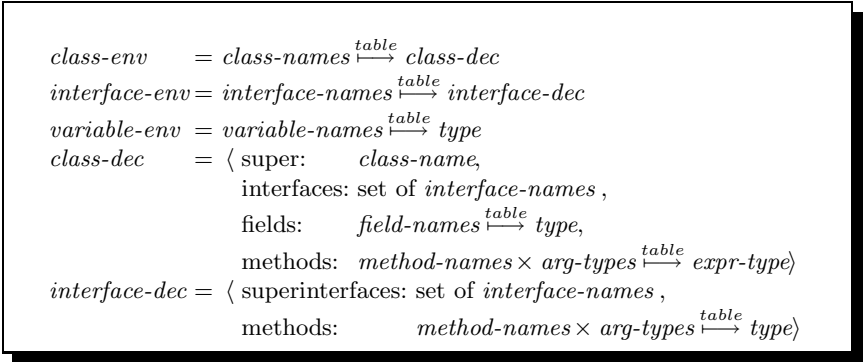 class-env = class-names ⟼^table class-dec
interface-env = interface-names ⟼^table interface-dec
variable-env = variable-names ⟼^table type
class-dec = ⟨ super: class-name,
interfaces: set of interface-names ,
fields: field-names ⟼^table type,
methods: method-names × arg-types ⟼^table expr-type⟩
interface-dec = ⟨ superinterfaces: set of interface-names ,
methods: method-names × arg-types ⟼^table type⟩